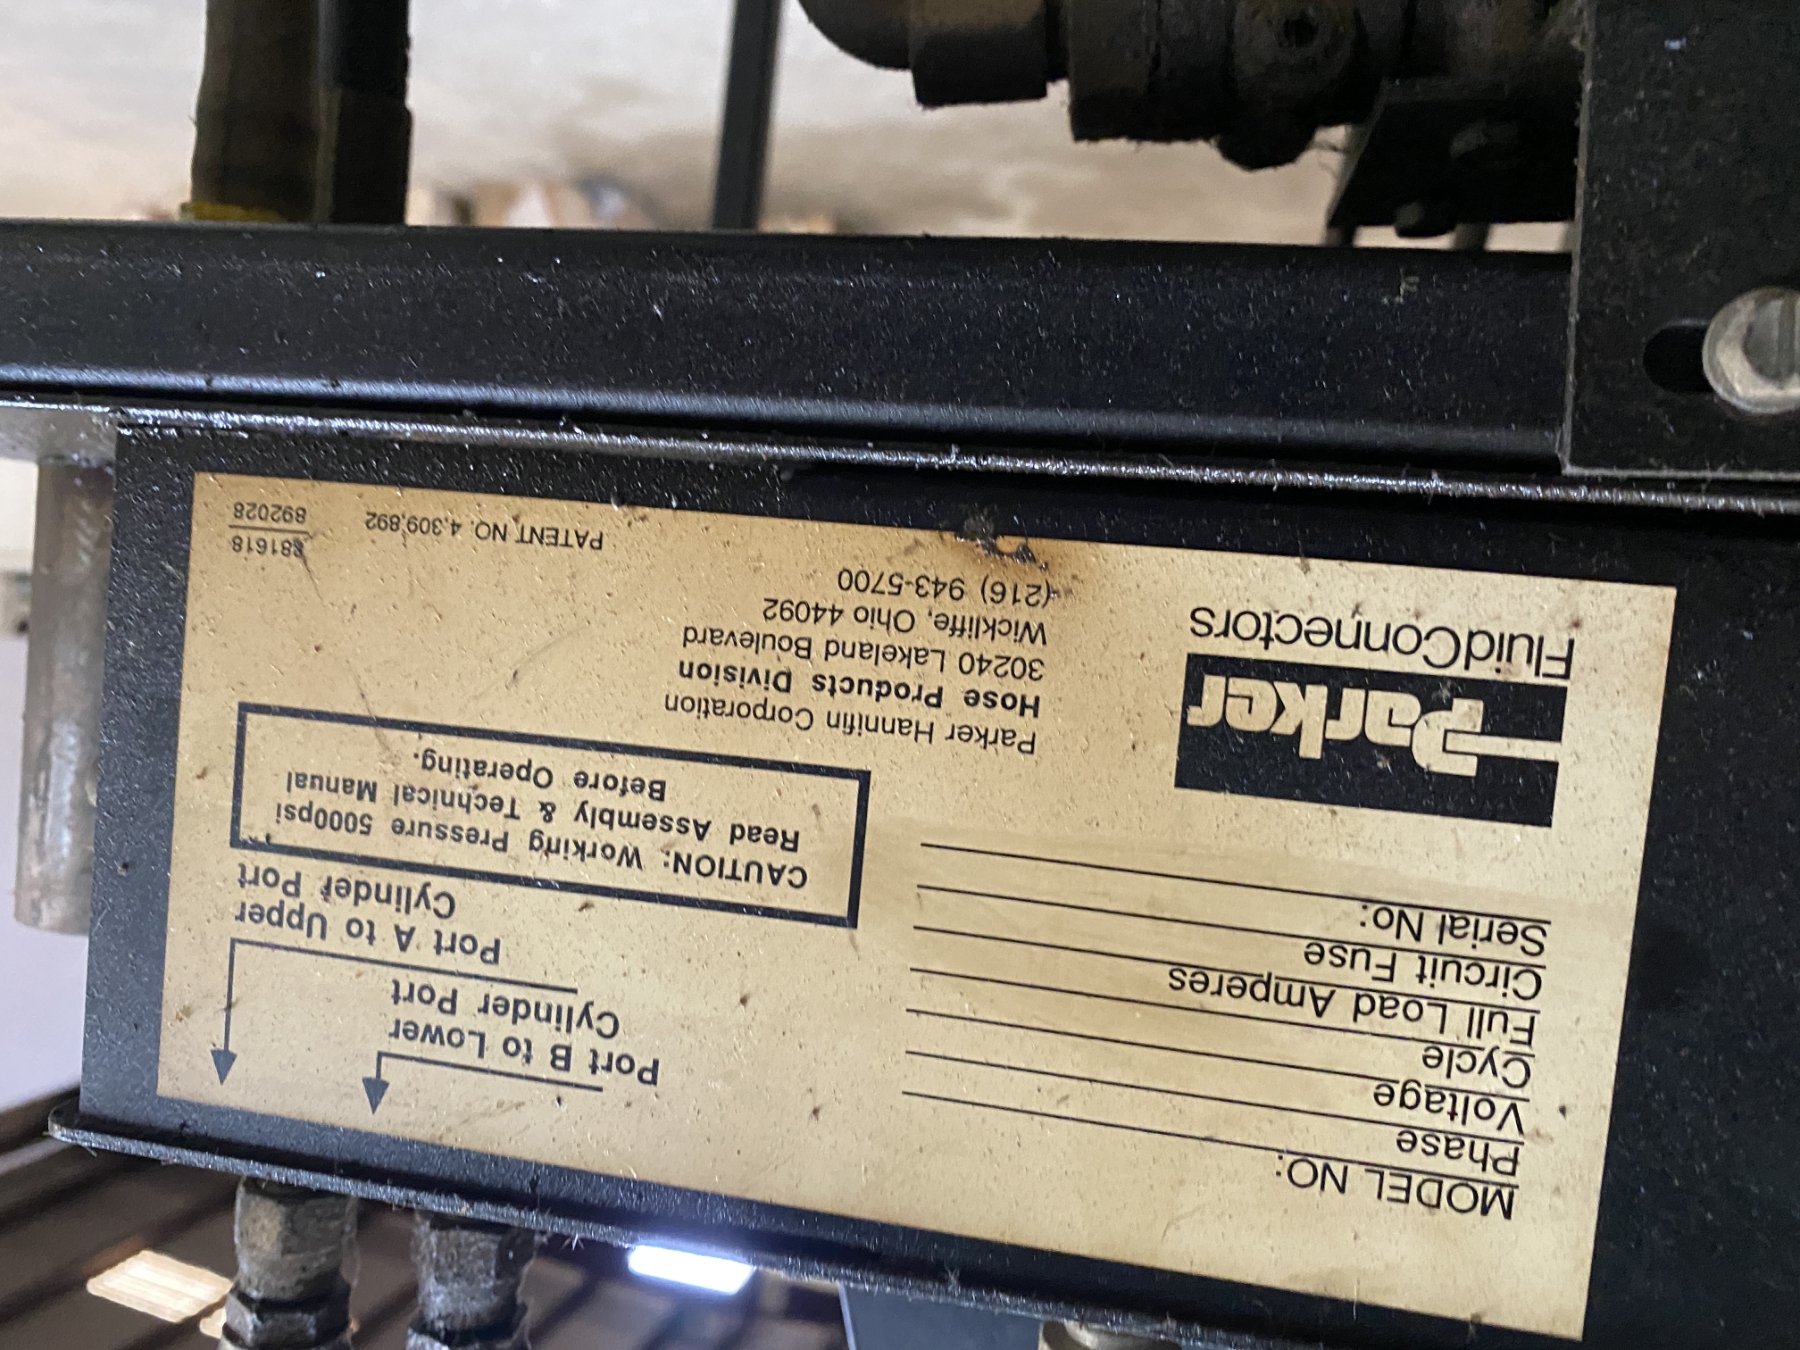 MODEL NO:
Phase
Voltage
Cycle
Full Load Amperes
Circuit Fuse
Serial No:
Parker
FluidConnectors
Port B to Lower
Cylinder Port
Port A to Upper
Cylinder Port
CAUTION: Working Pressure 5000psi
Read Assembly & Technical Manual
Before Operating.
Parker Hannifin Corporation
Hose Products Division
30240 Lakeland Boulevard
Wickliffe, Ohio 44092
(216) 943-5700
PATENT NO. 4,309,892
881618
892028